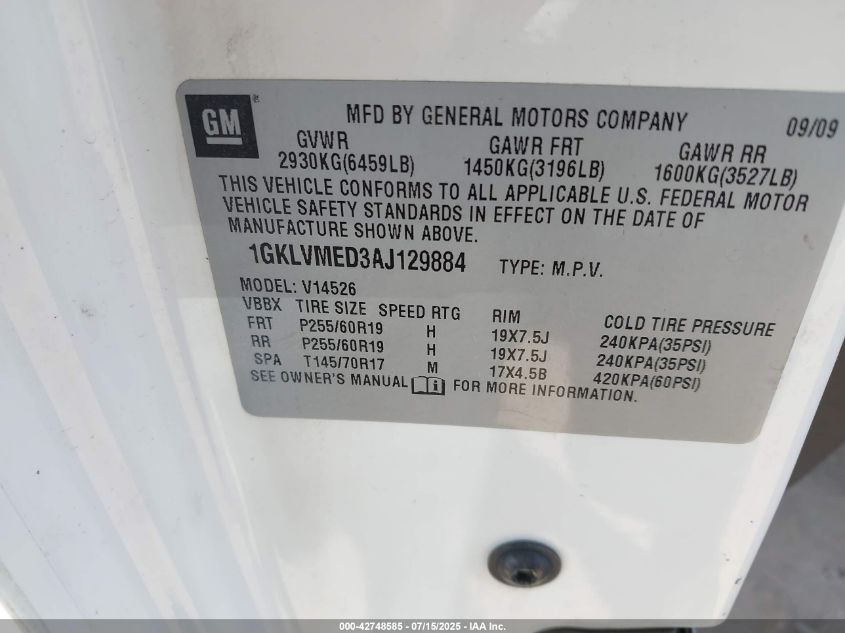 GM ®
MFD BY GENERAL MOTORS COMPANY 09/09
GVWR GAWR FRT GAWR RR
2930KG(6459LB) 1450KG(3196LB) 1600KG(3527LB)
THIS VEHICLE CONFORMS TO ALL APPLICABLE U.S. FEDERAL MOTOR
VEHICLE SAFETY STANDARDS IN EFFECT ON THE DATE OF
MANUFACTURE SHOWN ABOVE.
1GKLVMED3AJ129884 TYPE: M.P.V.
MODEL: V14526
VBBX TIRE SIZE SPEED RTG RIM COLD TIRE PRESSURE
FRT P255/60R19 H 19X7.5J 240KPA(35PSI)
RR P255/60R19 H 19X7.5J 240KPA(35PSI)
SPA T145/70R17 M 17X4.5B 420KPA(60PSI)
SEE OWNER'S MANUAL FOR MORE INFORMATION.
000-42748585 - 07/15/2025 - IAA Inc.